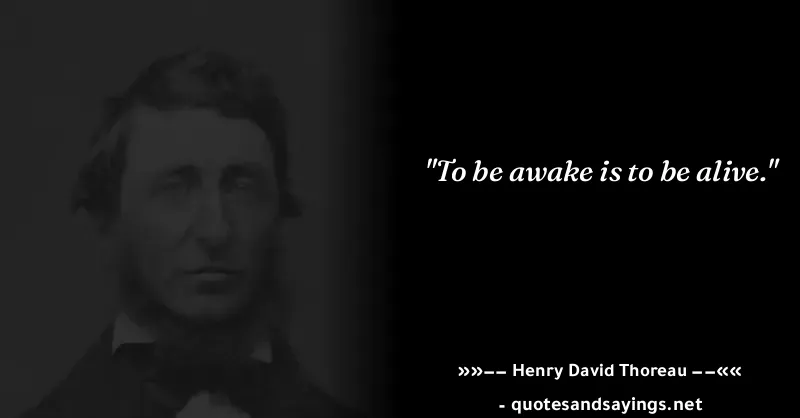 "To be awake is to be alive."
»»–– Henry David Thoreau ––««
- quotesandsayings.net